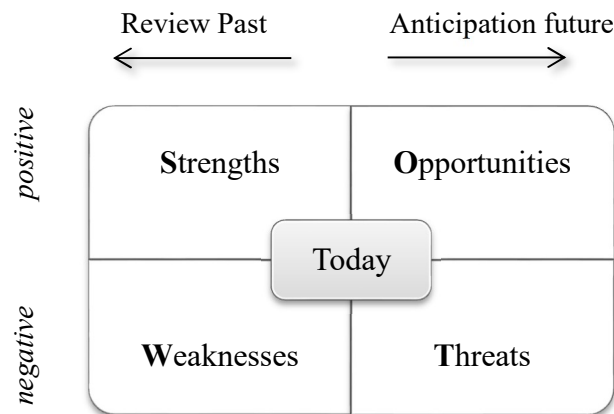 Review Past
Anticipation future
positive
Strengths
Opportunities
Today
negative
Weaknesses
Threats